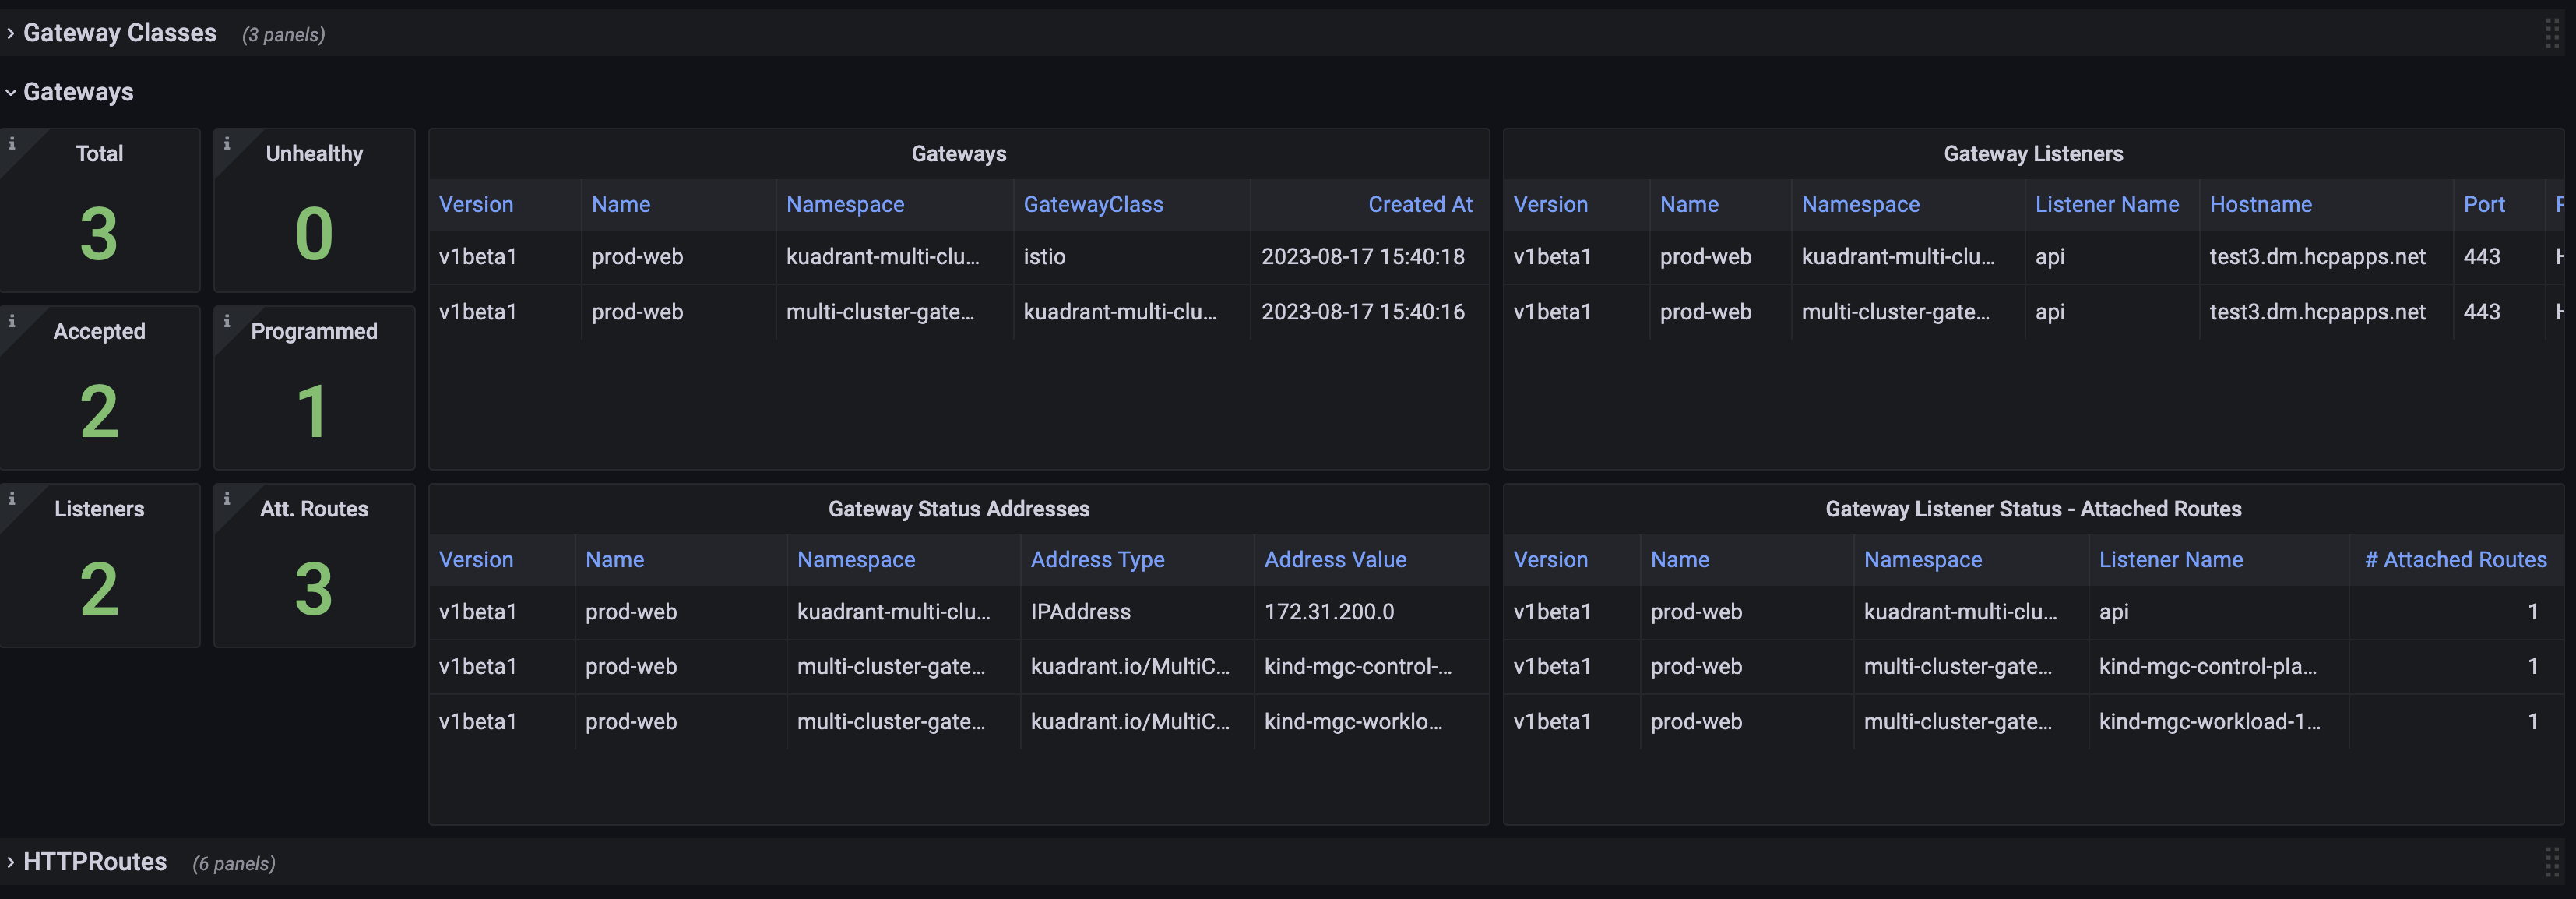 Gateway Classes (3 panels)
Gateways
Total
3
Unhealthy
0
Accepted
2
Programmed
1
Listeners
2
Att. Routes
3
Gateways
Version Name Namespace GatewayClass Created At
v1beta1 prod-web kuadrant-multi-clu... istio 2023-08-17 15:40:18
v1beta1 prod-web multi-cluster-gate... kuadrant-multi-clu... 2023-08-17 15:40:16
Gateway Listeners
Version Name Namespace Listener Name Hostname Port
v1beta1 prod-web kuadrant-multi-clu... api test3.dm.hcpapps.net 443
v1beta1 prod-web multi-cluster-gate... api test3.dm.hcpapps.net 443
Gateway Status Addresses
Version Name Namespace Address Type Address Value
v1beta1 prod-web kuadrant-multi-clu... IPAddress 172.31.200.0
v1beta1 prod-web multi-cluster-gate... kuadrant.io/MultiC... kind-mgc-control-...
v1beta1 prod-web multi-cluster-gate... kuadrant.io/MultiC... kind-mgc-worklo...
Gateway Listener Status - Attached Routes
Version Name Namespace Listener Name # Attached Routes
v1beta1 prod-web kuadrant-multi-clu... api 1
v1beta1 prod-web multi-cluster-gate... kind-mgc-control-pla... 1
v1beta1 prod-web multi-cluster-gate... kind-mgc-workload-1... 1
HTTPRoutes (6 panels)